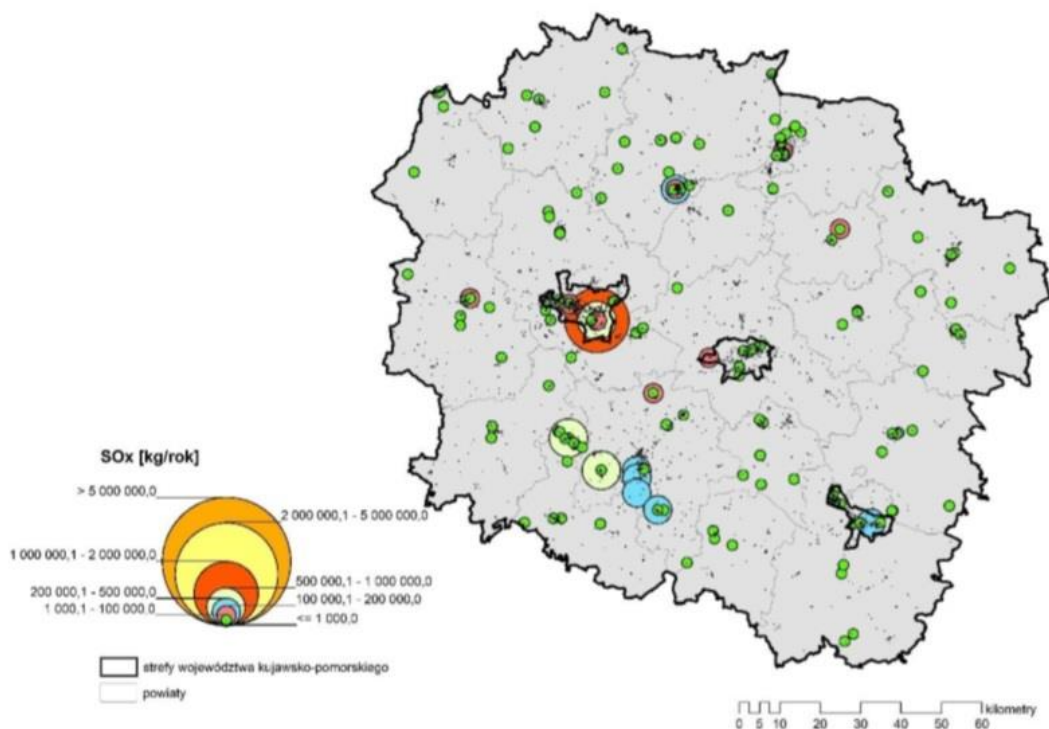 SOx [kg/rok]
> 5 000 000,0
2 000 000,1 - 5 000 000,0
1 000 000,1 - 2 000 000,0
500 000,1 - 1 000 000,0
200 000,1 - 500 000,0
100 000,1 - 200 000,0
1 000,1 - 100 000,0
<= 1 000,0
strefy województwa kujawsko-pomorskiego
powiaty
kilometry
0 5 10 20 30 40 50 60